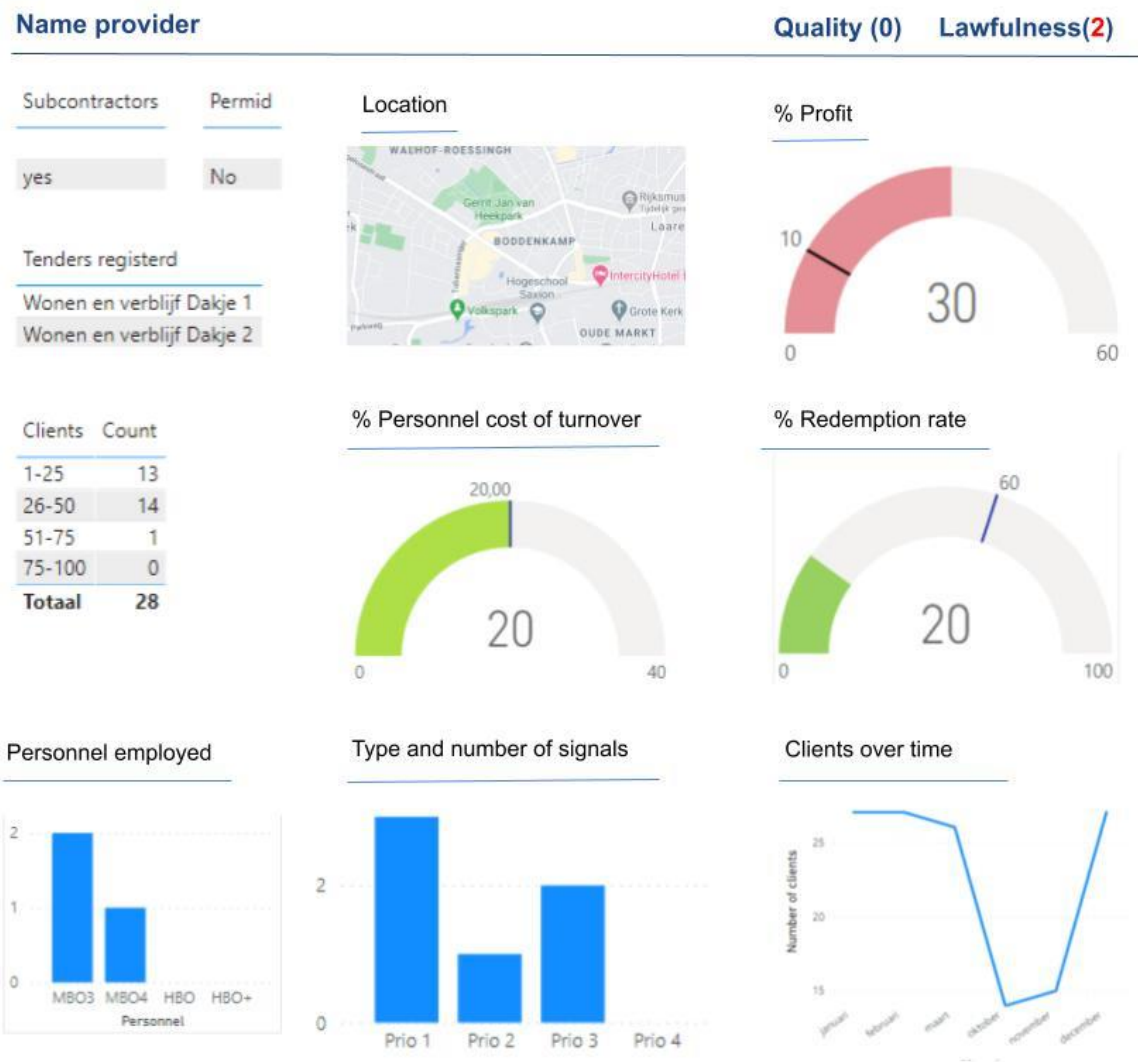 Name provider
Quality (0) Lawfulness(2)
Subcontractors Permid
yes No
Tenders registerd
Wonen en verblijf Dakje 1
Wonen en verblijf Dakje 2
Location
WALHOF-ROESSINGH
Gerrit Jan van
Heekpark
Rijksmus
Laare
BODDENKAMP
Hogeschool
Saxion
IntercityHotel
Volkspark
Grote Kerk
Parkweg
OUDE MARKT
% Profit
10
30
0 60
Clients Count
1-25 13
26-50 14
51-75 1
75-100 0
Totaal 28
% Personnel cost of turnover
20,00
20
0 40
% Redemption rate
60
20
0 100
Personnel employed
2
1
0
MBO3 MBO4 HBO HBO+
Personnel
Type and number of signals
2
0
Prio 1 Prio 2 Prio 3 Prio 4
Clients over time
Number of clients
25
20
15
januari februari maart oktober november december